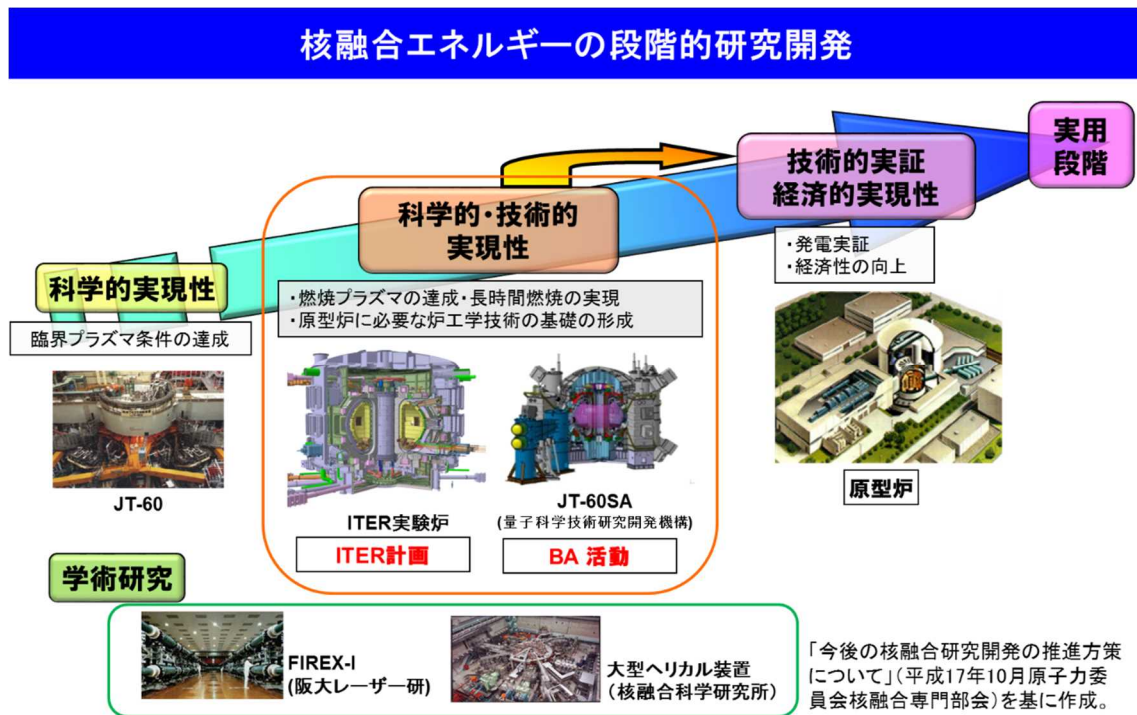 核融合エネルギーの段階的研究開発
実用
段階
技術的実証
経済的実現性
・発電実証
・経済性の向上
科学的・技術的
実現性
・燃焼プラズマの達成・長時間燃焼の実現
・原型炉に必要な炉工学技術の基礎の形成
科学的実現性
臨界プラズマ条件の達成
JT-60
ITER実験炉
ITER計画
JT-60SA
(量子科学技術研究開発機構)
BA 活動
原型炉
学術研究
FIREX-I
(阪大レーザー研)
大型ヘリカル装置
（核融合科学研究所）
「今後の核融合研究開発の推進方策
について」(平成17年10月原子力委
員会核融合専門部会)を基に作成。